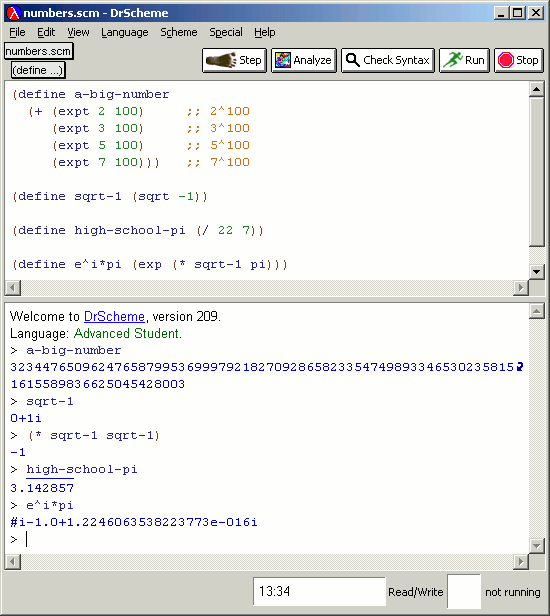 numbers.scm - DrScheme
File Edit View Language Scheme Special Help
numbers.scm
(define ...)
Step Analyze Check Syntax Run Stop
(define a-big-number
(+ (expt 2 100) ;; 2^100
(expt 3 100) ;; 3^100
(expt 5 100) ;; 5^100
(expt 7 100))) ;; 7^100
(define sqrt-1 (sqrt -1))
(define high-school-pi (/ 22 7))
(define e^i*pi (exp (* sqrt-1 pi)))
Welcome to DrScheme, version 209.
Language: Advanced Student.
> a-big-number
323447650962476587995369997921827092865823354749893346530235815
1615589836625045428003
> sqrt-1
0+1i
> (* sqrt-1 sqrt-1)
-1
> high-school-pi
3.142857
> e^i*pi
#i-1.0+1.2246063538223773e-016i
>
13:34 Read/Write not running